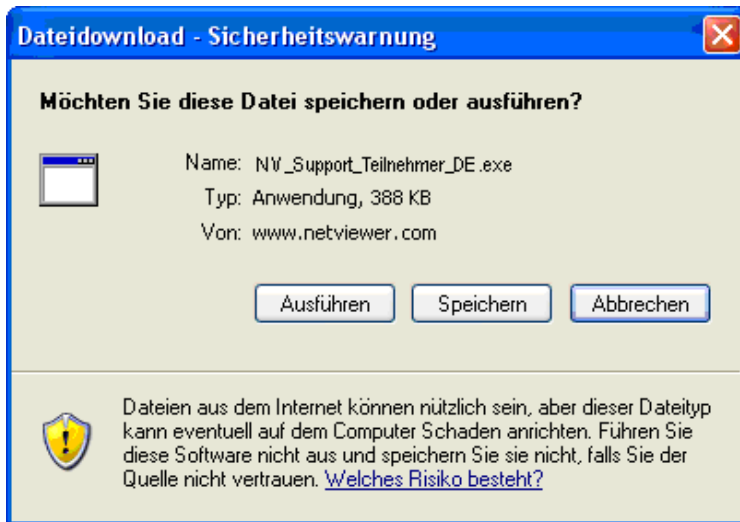 Dateidownload - Sicherheitswarnung
Möchten Sie diese Datei speichern oder ausführen?
Name: NV_Support_Teilnehmer_DE.exe
Typ: Anwendung, 388 KB
Von: www.netviewer.com
Ausführen Speichern Abbrechen
Dateien aus dem Internet können nützlich sein, aber dieser Dateityp
kann eventuell auf dem Computer Schaden anrichten. Führen Sie
diese Software nicht aus und speichern Sie sie nicht, falls Sie der
Quelle nicht vertrauen. Welches Risiko besteht?